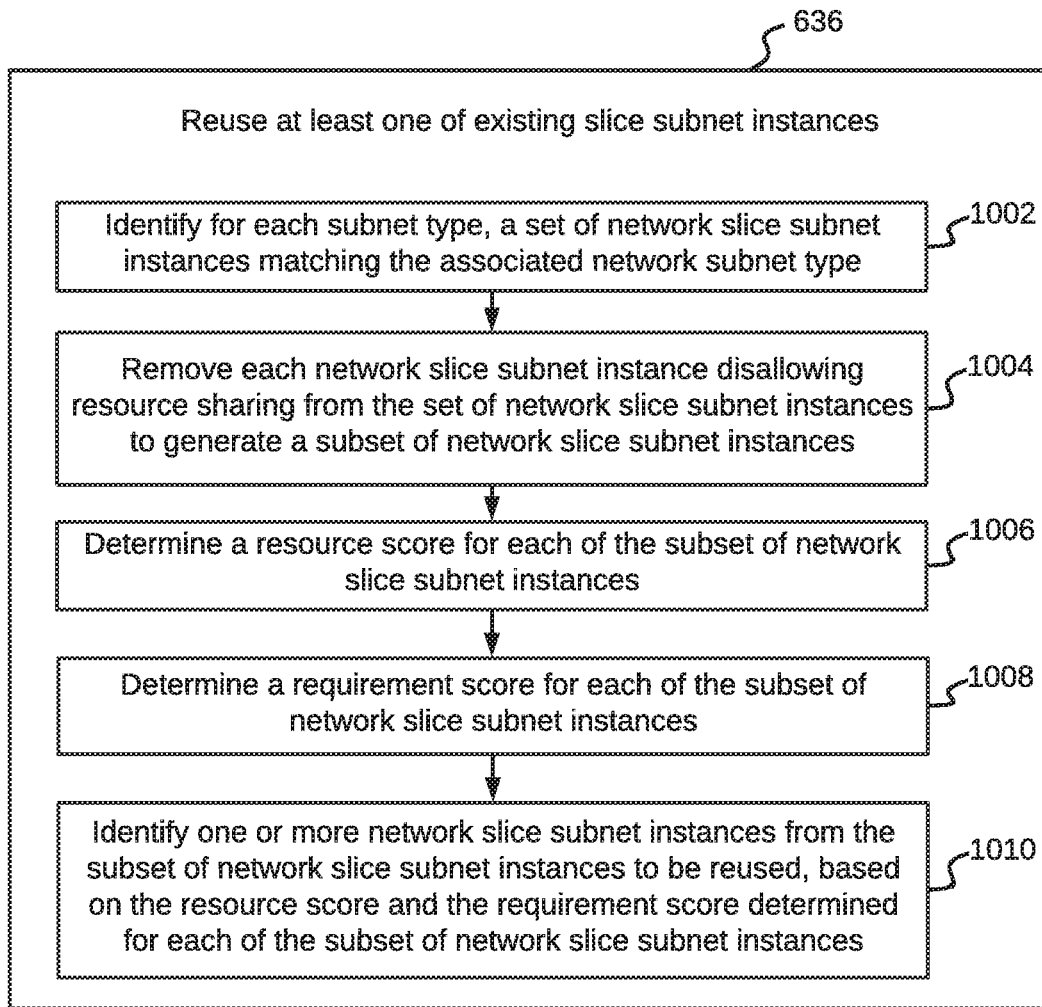 636
Reuse at least one of existing slice subnet instances
Identify for each subnet type, a set of network slice subnet
instances matching the associated network subnet type
1002
Remove each network slice subnet instance disallowing
resource sharing from the set of network slice subnet instances
to generate a subset of network slice subnet instances
1004
Determine a resource score for each of the subset of network
slice subnet instances
1006
Determine a requirement score for each of the subset of
network slice subnet instances
1008
Identify one or more network slice subnet instances from the
subset of network slice subnet instances to be reused, based
on the resource score and the requirement score determined
for each of the subset of network slice subnet instances
1010